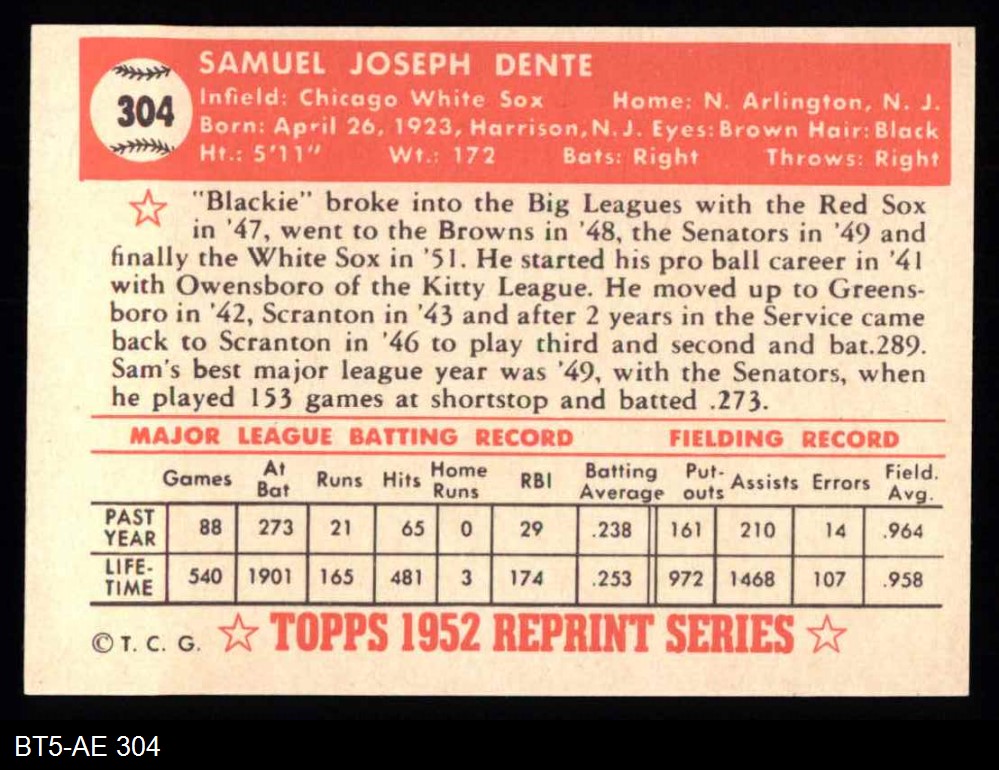 304
SAMUEL JOSEPH DENTE
Infield: Chicago White Sox Home: N. Arlington, N. J.
Born: April 26, 1923, Harrison, N. J. Eyes: Brown Hair: Black
Ht.: 5'11" Wt.: 172 Bats: Right Throws: Right
"Blackie" broke into the Big Leagues with the Red Sox
in '47, went to the Browns in '48, the Senators in '49 and
finally the White Sox in '51. He started his pro ball career in '41
with Owensboro of the Kitty League. He moved up to Greens-
boro in '42, Scranton in '43 and after 2 years in the Service came
back to Scranton in '46 to play third and second and bat.289.
Sam's best major league year was '49, with the Senators, when
he played 153 games at shortstop and batted .273.
MAJOR LEAGUE BATTING RECORD FIELDING RECORD
Games At Bat Runs Hits Home Runs RBI Batting Average Put-outs Assists Errors Field. Avg.
PAST YEAR 88 273 21 65 0 29 .238 161 210 14 .964
LIFE-TIME 540 1901 165 481 3 174 .253 972 1468 107 .958
© T. C. G. TOPPS 1952 REPRINT SERIES
BT5-AE 304